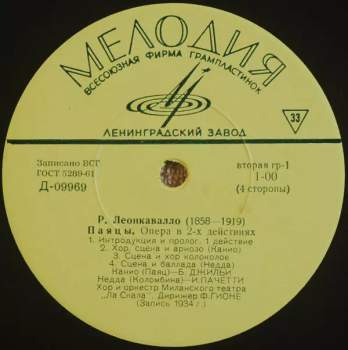 МЕЛОДИЯ
ВСЕСОЮЗНАЯ ФИРМА ГРАМПЛАСТИНОК
ЛЕНИНГРАДСКИЙ ЗАВОД
33
Записано ВСГ
ГОСТ 5289-61
Д-09969
вторая гр-1
1-00
(4 стороны)
Р. Леонкавалло (1858—1919)
Паяцы. Опера в 2-х действиях
1. Интродукция и пролог. 1 действие
2. Хор, сцена и ариозо (Канио)
3. Сцена и хор колоколов
4. Сцена и баллада (Недда)
Канио (Паяц)—Б. ДЖИЛЬИ
Недда (Коломбина)—И. ПАЧЕТТИ
Хор и оркестр Миланского театра
„Ла Скала". Дирижер Ф. ГИОНЕ
(Запись 1934 г.)